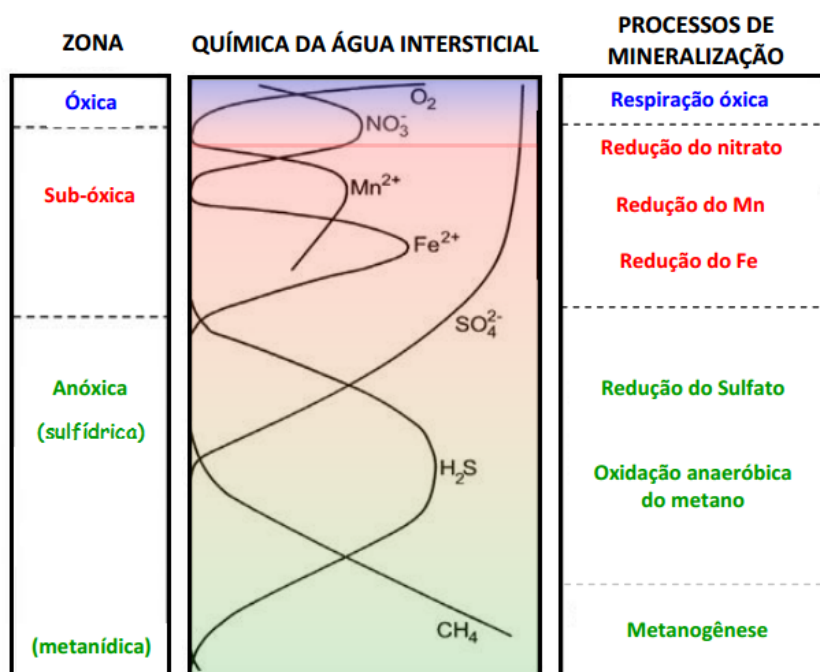 ZONA
Óxica
Sub-óxica
Anóxica
(sulfídrica)
(metanídica)
QUÍMICA DA ÁGUA INTERSTICIAL
O₂
NO₃⁻
Mn²⁺
Fe²⁺
SO₄²⁻
H₂S
CH₄
PROCESSOS DE
MINERALIZAÇÃO
Respiração óxica
Redução do nitrato
Redução do Mn
Redução do Fe
Redução do Sulfato
Oxidação anaeróbica
do metano
Metanogênese